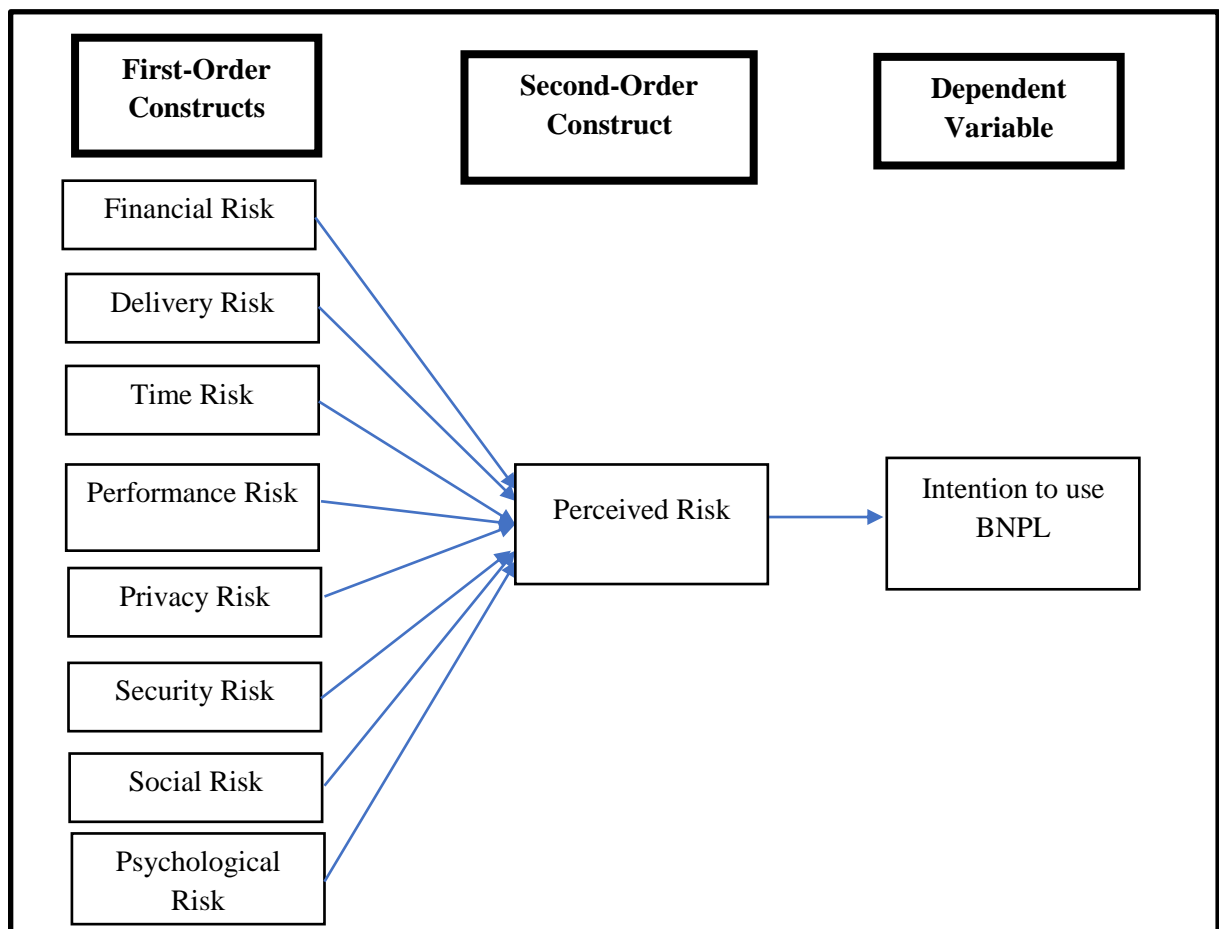 First-Order
Constructs
Second-Order
Construct
Dependent
Variable
Financial Risk
Delivery Risk
Time Risk
Performance Risk
Privacy Risk
Security Risk
Social Risk
Psychological
Risk
Perceived Risk
Intention to use
BNPL